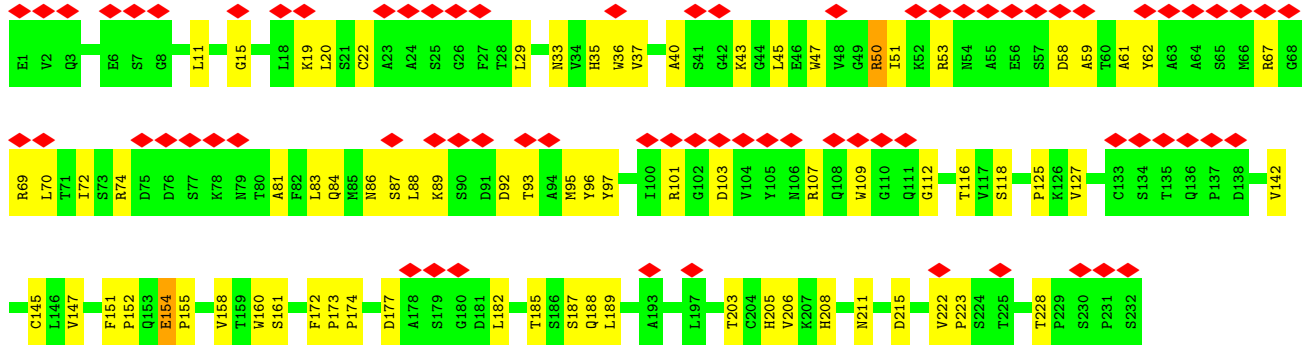 E1 V2 Q3 E6 S7 G8 L11 G15 L18 K19 L20 S21 C22 A23 A24 S25 G26 F27 T28 L29 N33 V34 H35 W36 V37 A40 S41 G42 K43 G44 L45 E46 W47 V48 G49 R50 I51 K52 R53 N54 A55 E56 S57 D58 A59 T60 A61 Y62 A63 A64 S65 M66 R67 G68
R69 L70 T71 I72 S73 R74 D75 D76 S77 K78 N79 T80 A81 F82 L83 Q84 M85 N86 S87 L88 K89 S90 D91 D92 T93 A94 M95 Y96 Y97 I100 R101 G102 D103 V104 Y105 N106 R107 Q108 W109 G110 Q111 G112 T116 V117 S118 P125 K126 V127 C133 S134 T135 Q136 P137 D138 V142
C145 L146 V147 F151 P152 Q153 E154 P155 V158 T159 W160 S161 F172 P173 P174 D177 A178 S179 G180 D181 L182 T185 S186 S187 Q188 L189 A193 L197 T203 C204 H205 V206 K207 H208 N211 D215 V222 P223 S224 T225 T228 P229 S230 P231 S232